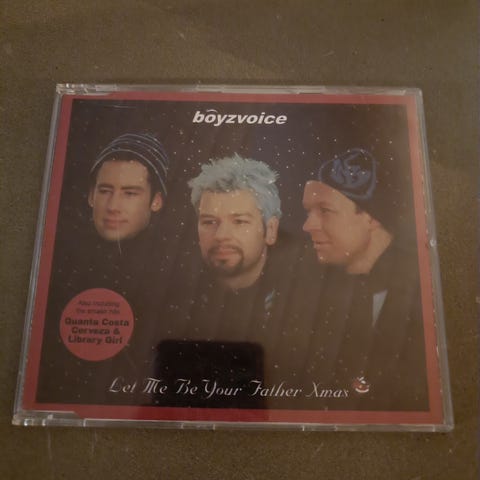 boyzvoice
Also including
the smash hits
Quanta Costa
Cerveza &
Library Girl
Let Me Be Your Father Xmas